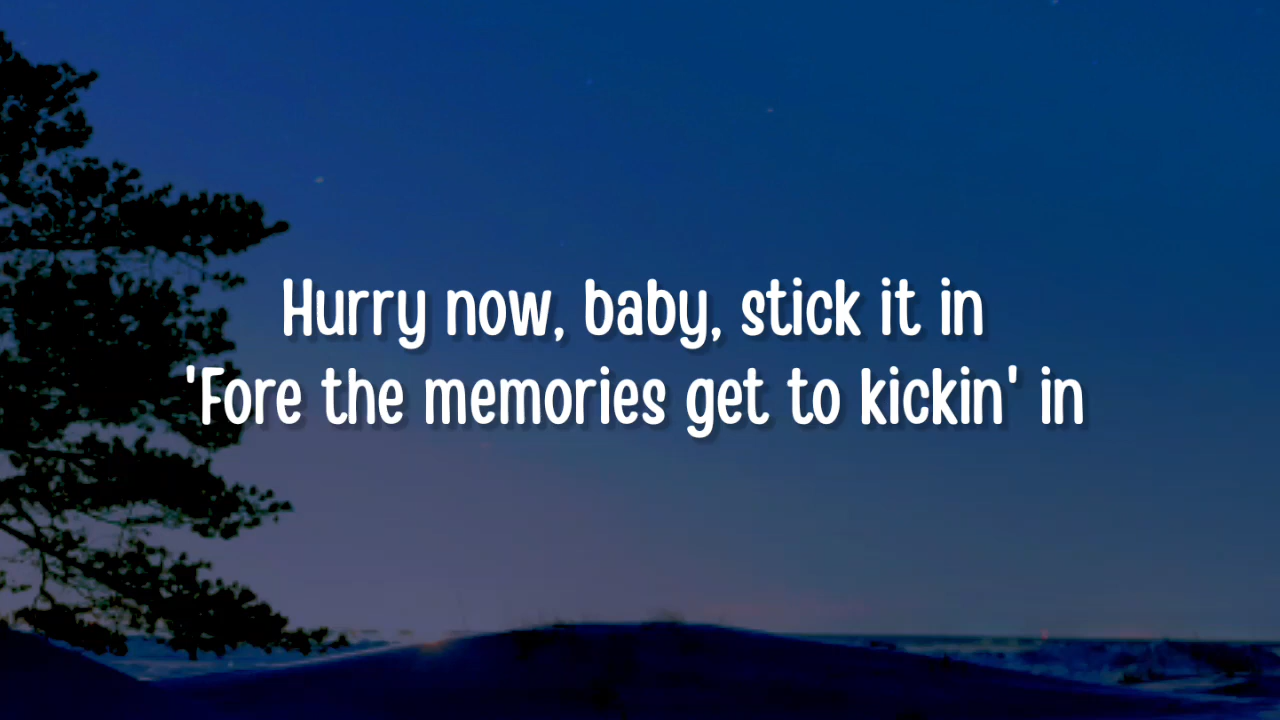 Hurry now, baby, stick it in
'Fore the memories get to kickin' in